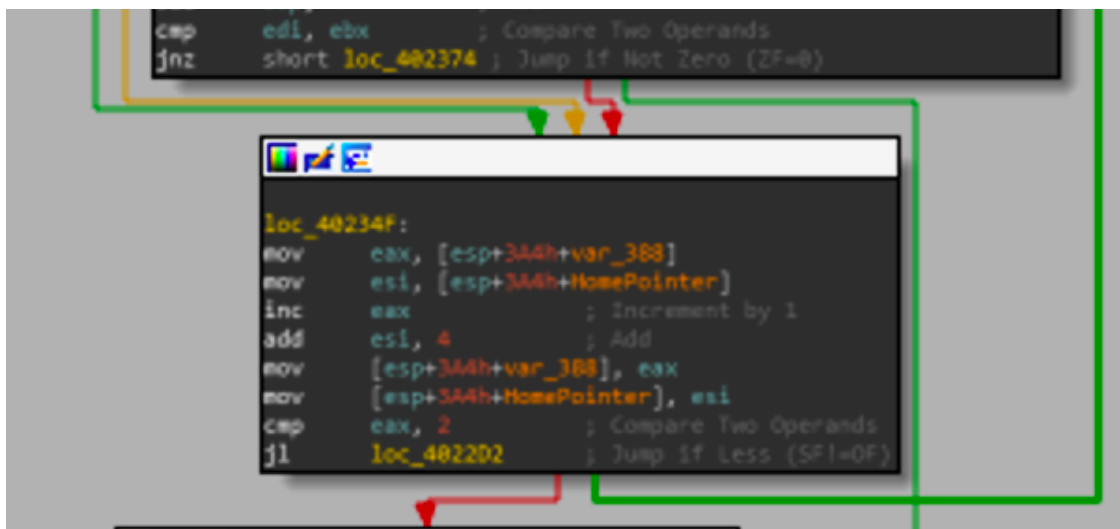 cmp edi, ebx ; Compare Two Operands
jnz short loc_402374 ; Jump if Not Zero (ZF=0)
loc_40234F:
mov eax, [esp+3A4h+var_388]
mov esi, [esp+3A4h+HomePointer]
inc eax ; Increment by 1
add esi, 4 ; Add
mov [esp+3A4h+var_388], eax
mov [esp+3A4h+HomePointer], esi
cmp eax, 2 ; Compare Two Operands
jl loc_4022D2 ; Jump if Less (SF!=OF)